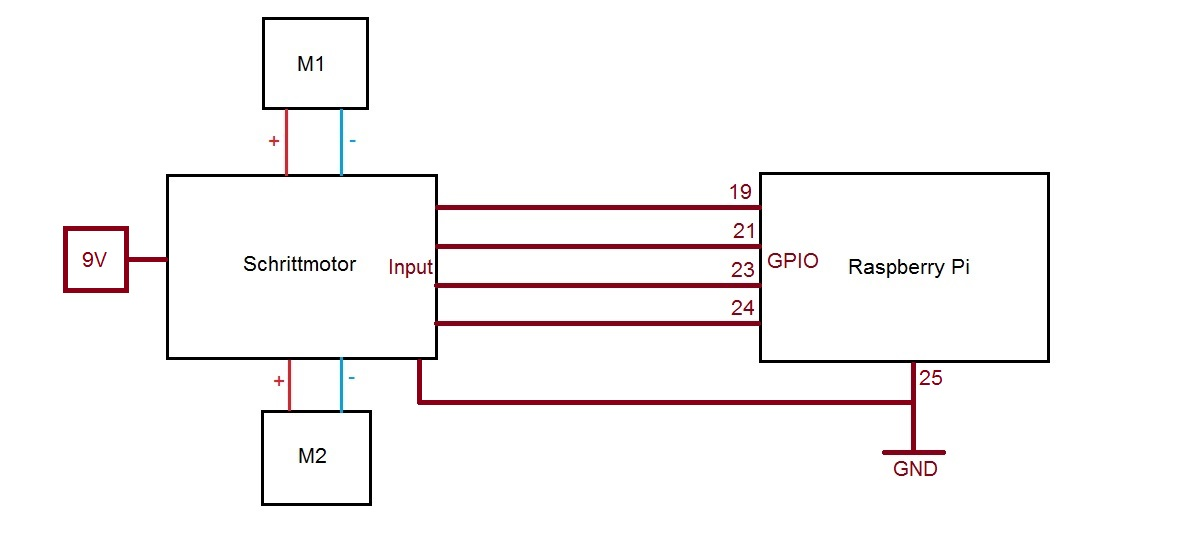 M1
+ -
19
21
9V
Schrittmotor
Input
GPIO
Raspberry Pi
23
24
+ -
25
M2
GND